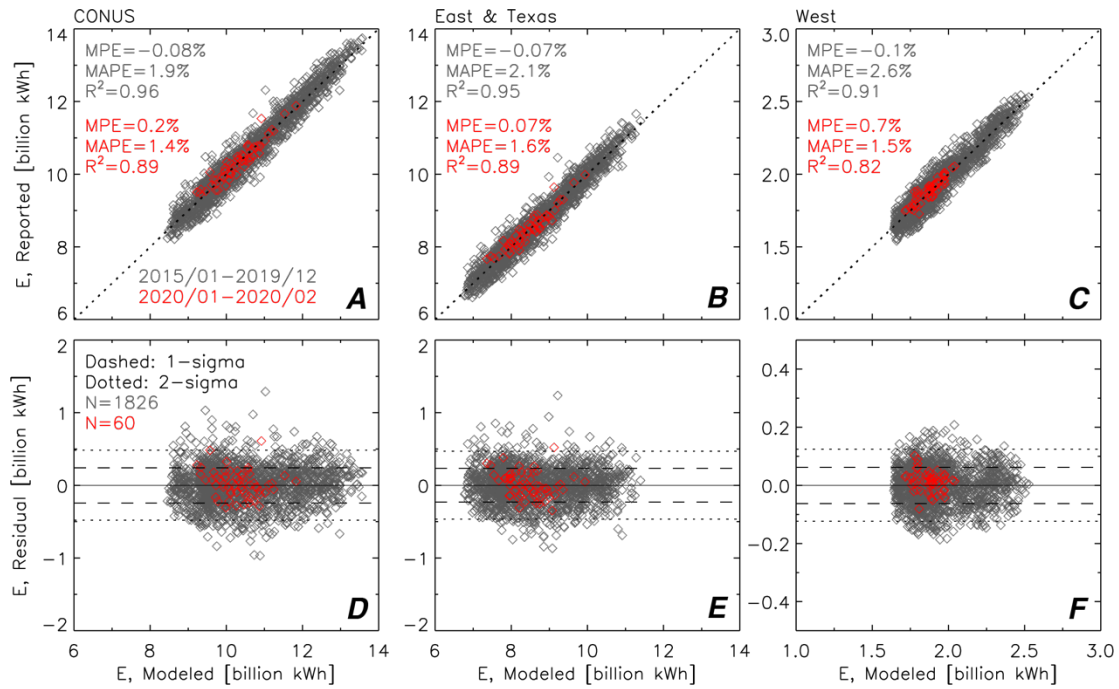 CONUS
East & Texas
West
E, Reported [billion kWh]
14
12
10
8
6
MPE=−0.08%
MAPE=1.9%
R²=0.96
MPE=0.2%
MAPE=1.4%
R²=0.89
2015/01−2019/12
2020/01−2020/02
A
14
12
10
8
6
MPE=−0.07%
MAPE=2.1%
R²=0.95
MPE=0.07%
MAPE=1.6%
R²=0.89
B
3.0
2.5
2.0
1.5
1.0
MPE=−0.1%
MAPE=2.6%
R²=0.91
MPE=0.7%
MAPE=1.5%
R²=0.82
C
E, Residual [billion kWh]
2
1
0
−1
−2
Dashed: 1−sigma
Dotted: 2−sigma
N=1826
N=60
D
6 8 10 12 14
E, Modeled [billion kWh]
2
1
0
−1
−2
E
6 8 10 12 14
E, Modeled [billion kWh]
0.4
0.2
0.0
−0.2
−0.4
F
1.0 1.5 2.0 2.5 3.0
E, Modeled [billion kWh]